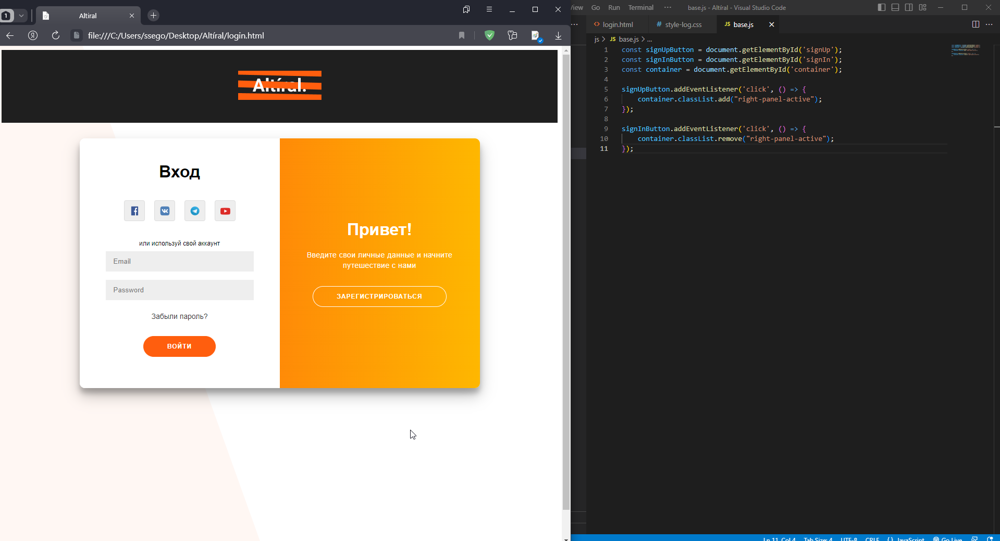 1
Altiral
Я
file:///C:/Users/ssego/Desktop/Altíral/login.html
Altíral.
Вход
или используй свой аккаунт
Email
Password
Забыли пароль?
ВОЙТИ
Привет!
Введите свои личные данные и начните
путешествие с нами
ЗАРЕГИСТРИРОВАТЬСЯ
View Go Run Terminal ··· base.js - Altíral - Visual Studio Code
login.html # style-log.css JS base.js
js > JS base.js > ...
1 const signUpButton = document.getElementById('signUp');
2 const signInButton = document.getElementById('signIn');
3 const container = document.getElementById('container');
4
5 signUpButton.addEventListener('click', () => {
6 container.classList.add("right-panel-active");
7 });
8
9 signInButton.addEventListener('click', () => {
10 container.classList.remove("right-panel-active");
11 });
Ln 11, Col 4 Tab Size: 4 UTF-8 CRLF {} JavaScript Go Live